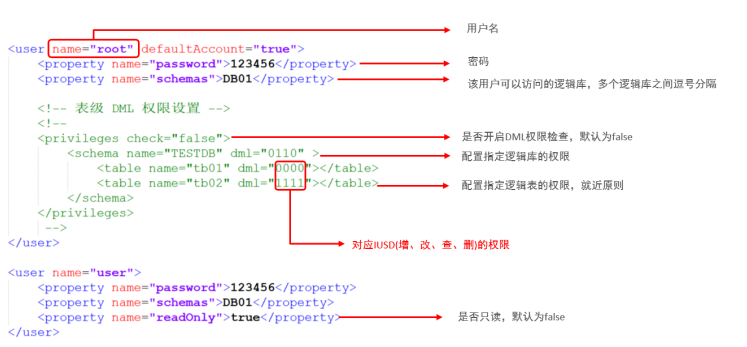 用户名
<user name="root" defaultAccount="true">
<property name="password">123456</property>
密码
<property name="schemas">DB01</property>
该用户可以访问的逻辑库，多个逻辑库之间逗号分隔
<!-- 表级 DML 权限设置 -->
<!--
<privileges check="false">
是否开启DML权限检查，默认为false
<schema name="TESTDB" dml="0110" >
配置指定逻辑库的权限
<table name="tb01" dml="0000"></table>
<table name="tb02" dml="1111"></table>
配置指定逻辑表的权限，就近原则
</schema>
</privileges>
-->
</user>
对应IUSD(增、改、查、删)的权限
<user name="user">
<property name="password">123456</property>
<property name="schemas">DB01</property>
<property name="readOnly">true</property>
是否只读，默认为false
</user>